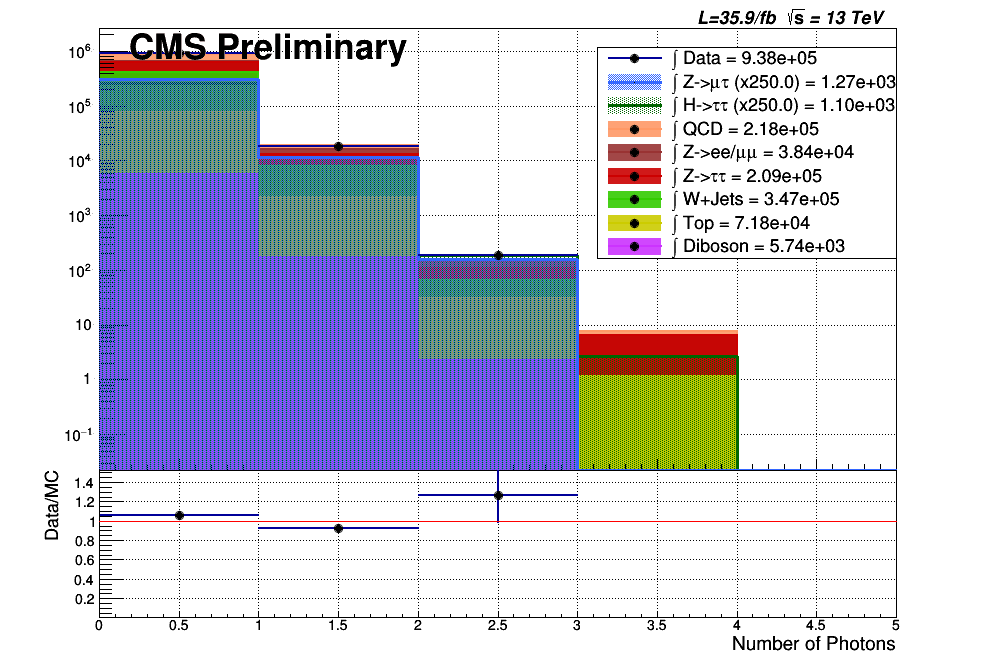 L=35.9/fb √s = 13 TeV
CMS Preliminary
∫ Data = 9.38e+05
∫ Z->μτ (x250.0) = 1.27e+03
∫ H->ττ (x250.0) = 1.10e+03
∫ QCD = 2.18e+05
∫ Z->ee/μμ = 3.84e+04
∫ Z->ττ = 2.09e+05
∫ W+Jets = 3.47e+05
∫ Top = 7.18e+04
∫ Diboson = 5.74e+03
10⁶
10⁵
10⁴
10³
10²
10
1
10⁻¹
Data/MC
1.4
1.2
1
0.8
0.6
0.4
0.2
0 0.5 1 1.5 2 2.5 3 3.5 4 4.5 5
Number of Photons